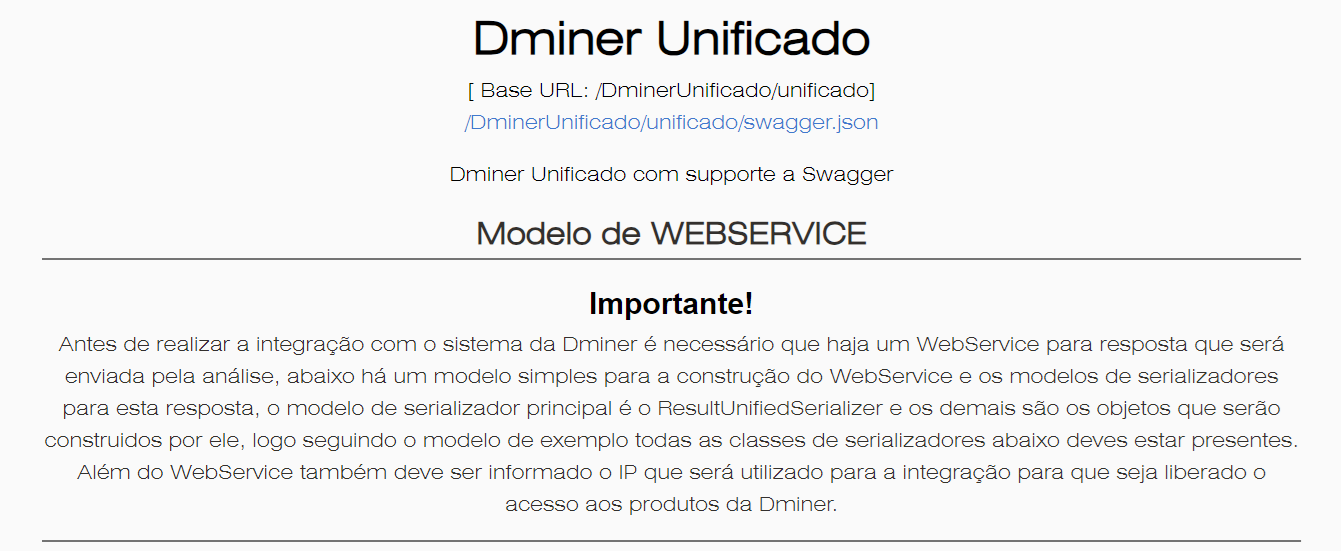 Dminer Unificado
[ Base URL: /DminerUnificado/unificado]
/DminerUnificado/unificado/swagger.json
Dminer Unificado com supporte a Swagger
Modelo de WEBSERVICE
Importante!
Antes de realizar a integração com o sistema da Dminer é necessário que haja um WebService para resposta que será
enviada pela análise, abaixo há um modelo simples para a construção do WebService e os modelos de serializadores
para esta resposta, o modelo de serializador principal é o ResultUnifiedSerializer e os demais são os objetos que serão
construidos por ele, logo seguindo o modelo de exemplo todas as classes de serializadores abaixo deves estar presentes.
Além do WebService também deve ser informado o IP que será utilizado para a integração para que seja liberado o
acesso aos produtos da Dminer.